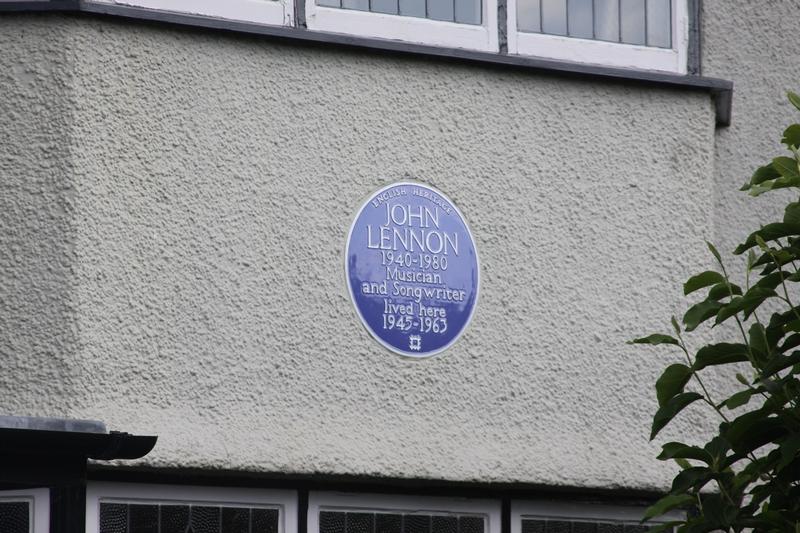 ENGLISH HERITAGE
JOHN
LENNON
1940-1980
Musician
and Songwriter
lived here
1945-1963